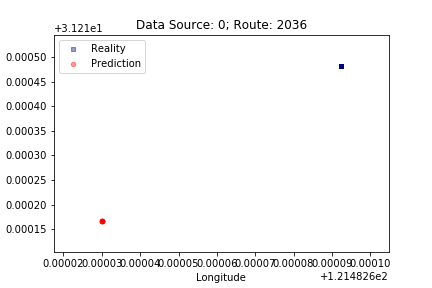 Data Source: 0; Route: 2036
+3.121e1
Reality
Prediction
0.00050
0.00045
0.00040
0.00035
0.00030
0.00025
0.00020
0.00015
0.00002 0.00003 0.00004 0.00005 0.00006 0.00007 0.00008 0.00009 0.00010
Longitude
+1.214826e2